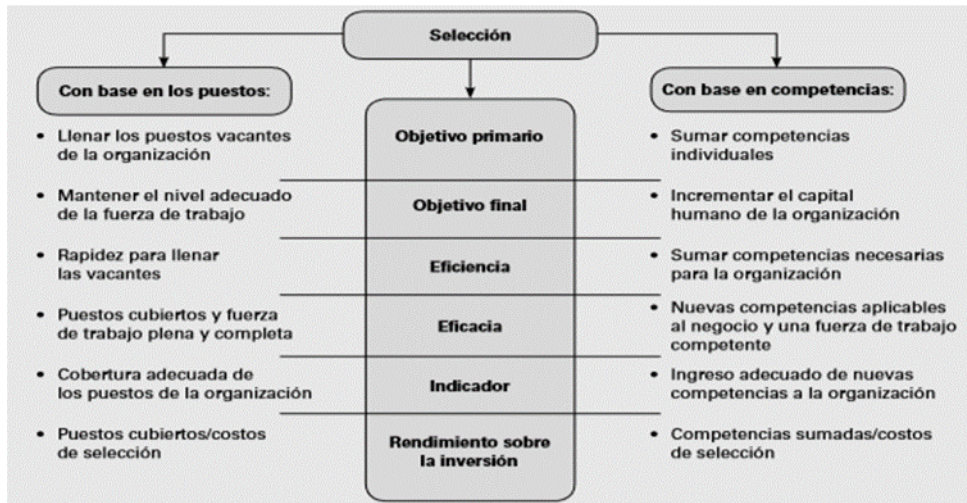 Selección
Con base en los puestos:
Con base en competencias:
• Llenar los puestos vacantes
de la organización
Objetivo primario
• Sumar competencias
individuales
• Mantener el nivel adecuado
de la fuerza de trabajo
Objetivo final
• Incrementar el capital
humano de la organización
• Rapidez para llenar
las vacantes
Eficiencia
• Sumar competencias necesarias
para la organización
• Puestos cubiertos y fuerza
de trabajo plena y completa
Eficacia
• Nuevas competencias aplicables
al negocio y una fuerza de trabajo
competente
• Cobertura adecuada de
los puestos de la organización
Indicador
• Ingreso adecuado de nuevas
competencias a la organización
• Puestos cubiertos/costos
de selección
Rendimiento sobre
la inversión
• Competencias sumadas/costos
de selección